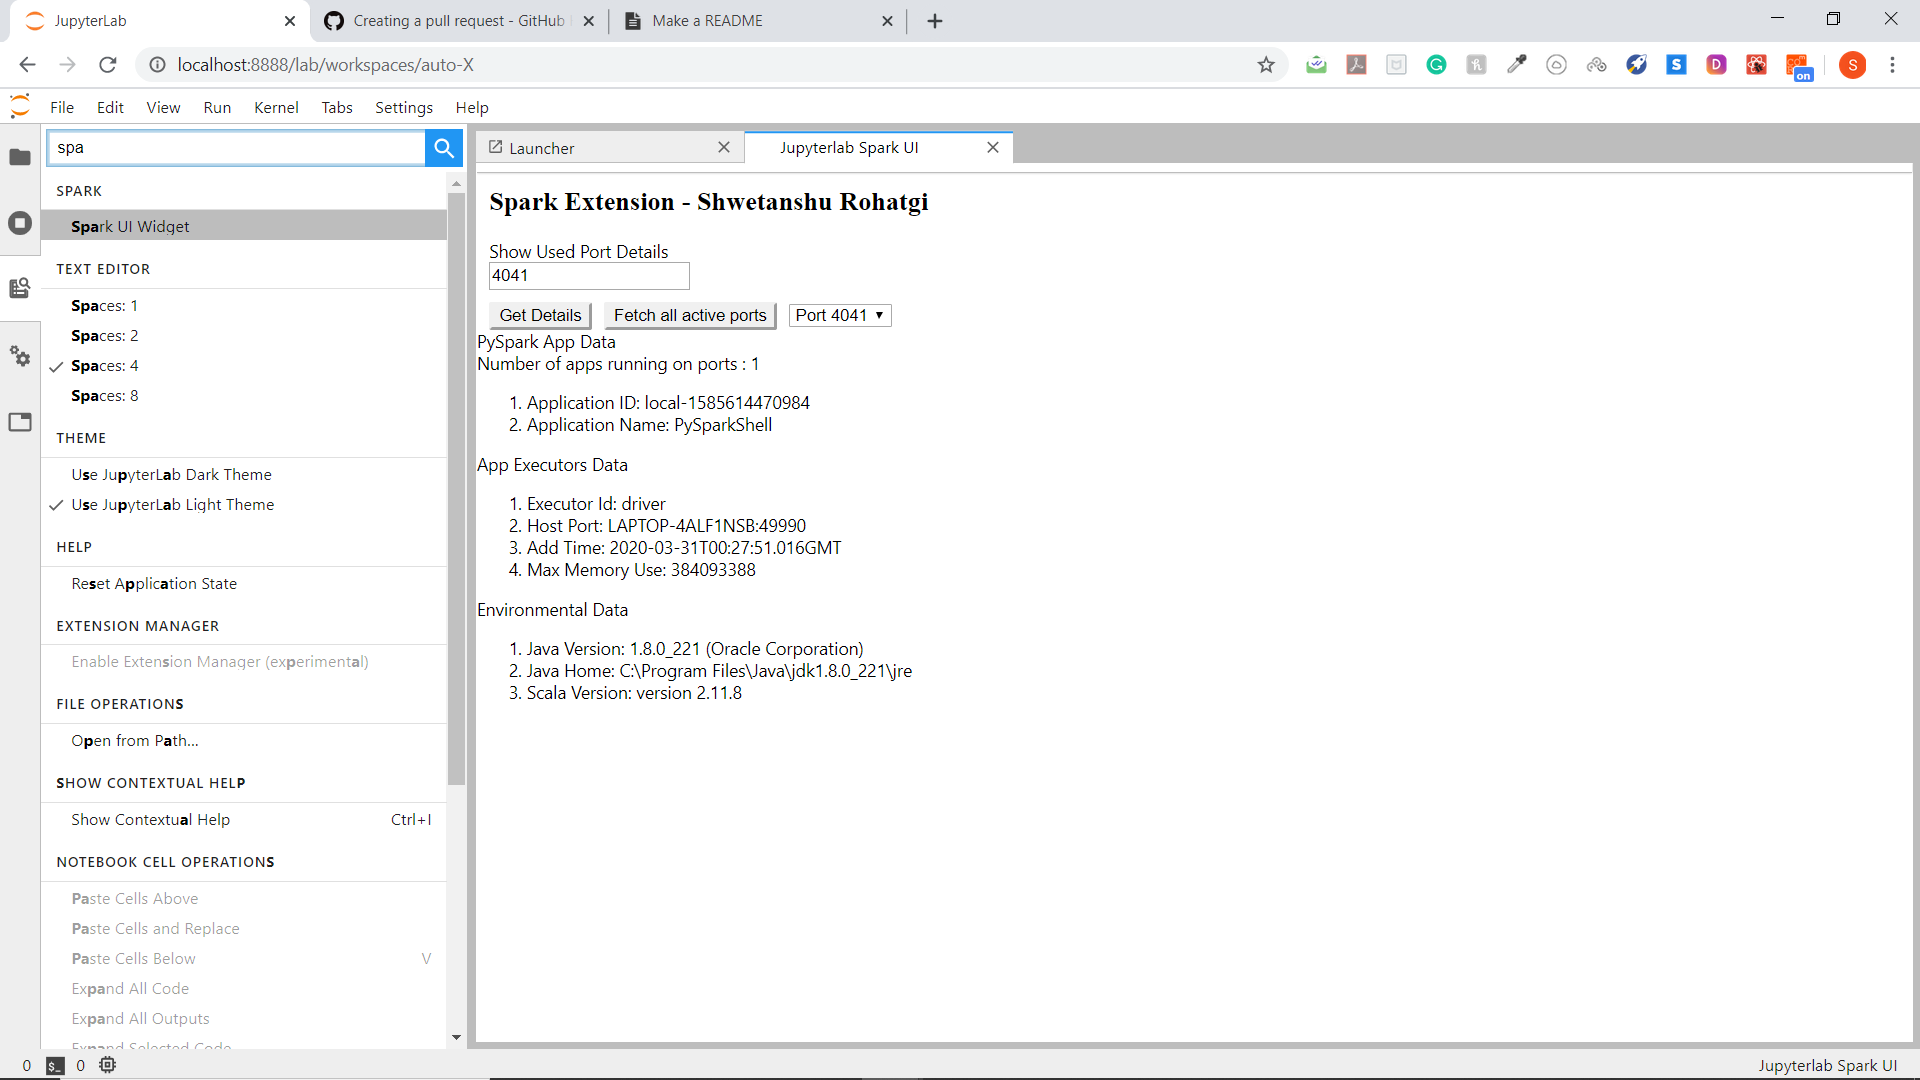 JupyterLab
Creating a pull request - GitHub
Make a README
localhost:8888/lab/workspaces/auto-X
on
S
File Edit View Run Kernel Tabs Settings Help
spa
Launcher
Jupyterlab Spark UI
SPARK
Spark UI Widget
TEXT EDITOR
Spaces: 1
Spaces: 2
Spaces: 4
Spaces: 8
THEME
Use JupyterLab Dark Theme
Use JupyterLab Light Theme
HELP
Reset Application State
EXTENSION MANAGER
Enable Extension Manager (experimental)
FILE OPERATIONS
Open from Path...
SHOW CONTEXTUAL HELP
Show Contextual Help Ctrl+I
NOTEBOOK CELL OPERATIONS
Paste Cells Above
Paste Cells and Replace
Paste Cells Below V
Expand All Code
Expand All Outputs
Expand Selected Code
Spark Extension - Shwetanshu Rohatgi
Show Used Port Details
4041
Get Details Fetch all active ports Port 4041
PySpark App Data
Number of apps running on ports : 1
1. Application ID: local-1585614470984
2. Application Name: PySparkShell
App Executors Data
1. Executor Id: driver
2. Host Port: LAPTOP-4ALF1NSB:49990
3. Add Time: 2020-03-31T00:27:51.016GMT
4. Max Memory Use: 384093388
Environmental Data
1. Java Version: 1.8.0_221 (Oracle Corporation)
2. Java Home: C:\Program Files\Java\jdk1.8.0_221\jre
3. Scala Version: version 2.11.8
0 $_ 0
Jupyterlab Spark UI